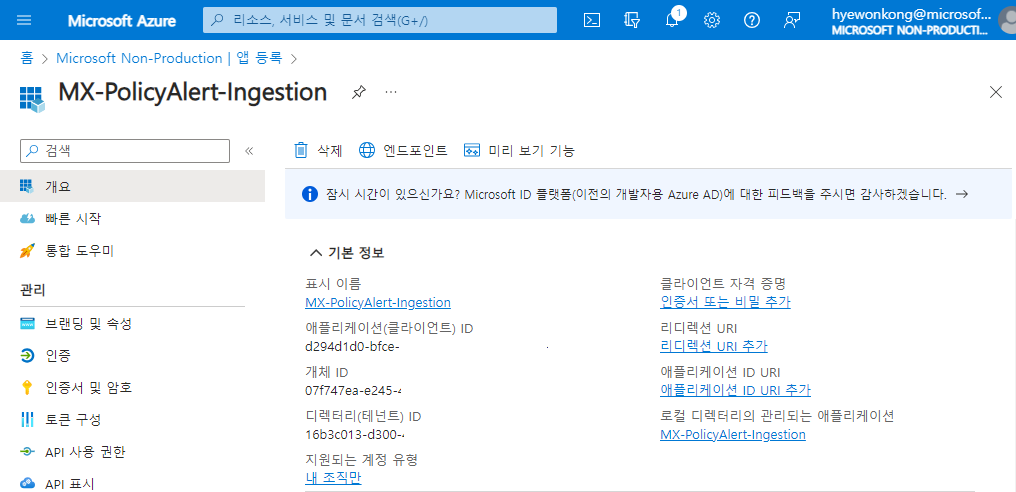 Microsoft Azure
리소스, 서비스 및 문서 검색(G+/)
1
hyewonkong@microsof...
MICROSOFT NON-PRODUCTI...
홈 > Microsoft Non-Production | 앱 등록 >
MX-PolicyAlert-Ingestion
검색
삭제
엔드포인트
미리 보기 기능
개요
빠른 시작
통합 도우미
관리
브랜딩 및 속성
인증
인증서 및 암호
토큰 구성
API 사용 권한
API 표시
잠시 시간이 있으신가요? Microsoft ID 플랫폼(이전의 개발자용 Azure AD)에 대한 피드백을 주시면 감사하겠습니다. →
기본 정보
표시 이름
MX-PolicyAlert-Ingestion
애플리케이션(클라이언트) ID
d294d1d0-bfce-
개체 ID
07f747ea-e245-
디렉터리(테넌트) ID
16b3c013-d300-
지원되는 계정 유형
내 조직만
클라이언트 자격 증명
인증서 또는 비밀 추가
리디렉션 URI
리디렉션 URI 추가
애플리케이션 ID URI
애플리케이션 ID URI 추가
로컬 디렉터리의 관리되는 애플리케이션
MX-PolicyAlert-Ingestion